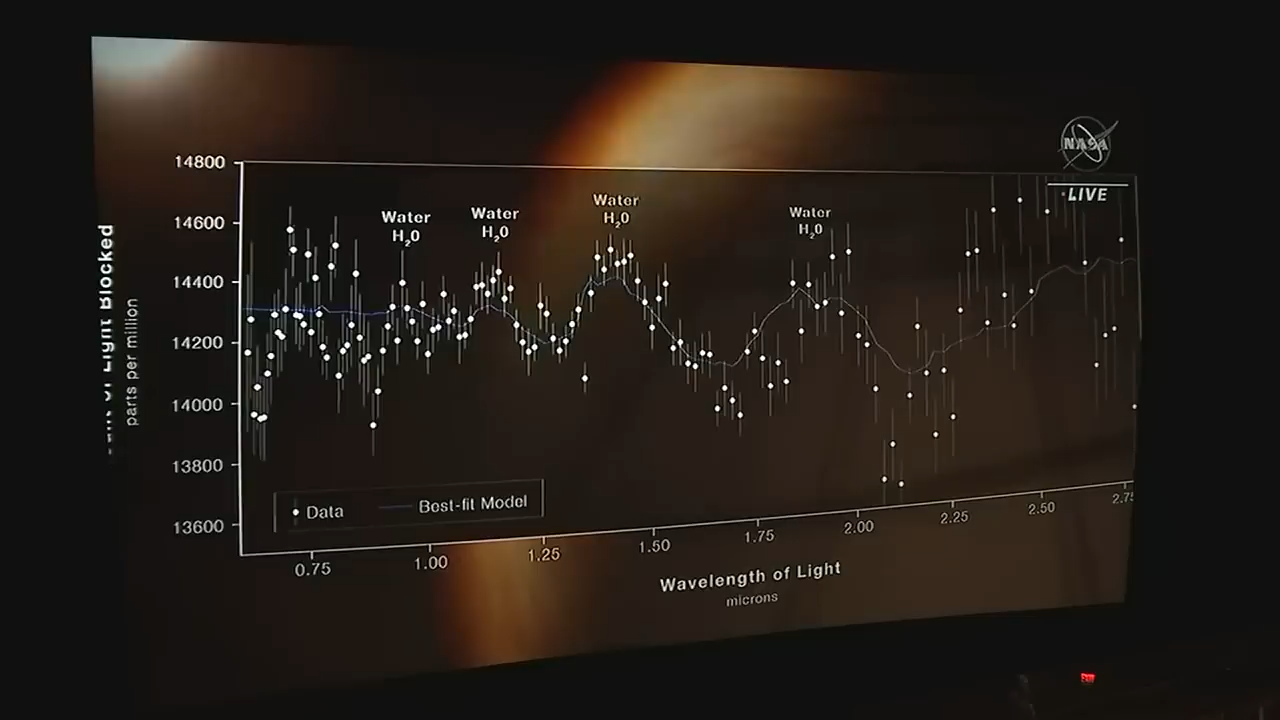 NASA
LIVE
14800
14600
14400
14200
14000
13800
13600
of Light Blocked
parts per million
Water
H2O
Water
H2O
Water
H2O
Water
H2O
Data
Best-fit Model
0.75
1.00
1.25
1.50
1.75
2.00
2.25
2.50
2.75
Wavelength of Light
microns
EXIT